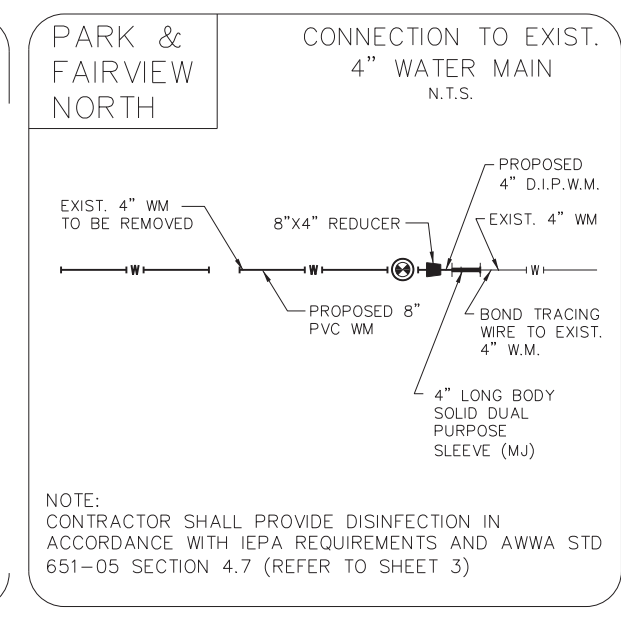 PARK &
FAIRVIEW
NORTH
CONNECTION TO EXIST.
4” WATER MAIN
N.T.S.
PROPOSED
4” D.I.P.W.M.
EXIST. 4” WM
TO BE REMOVED
8”X4” REDUCER
EXIST. 4” WM
W
W
W
PROPOSED 8”
PVC WM
BOND TRACING
WIRE TO EXIST.
4” W.M.
4” LONG BODY
SOLID DUAL
PURPOSE
SLEEVE (MJ)
NOTE:
CONTRACTOR SHALL PROVIDE DISINFECTION IN
ACCORDANCE WITH IEPA REQUIREMENTS AND AWWA STD
651-05 SECTION 4.7 (REFER TO SHEET 3)